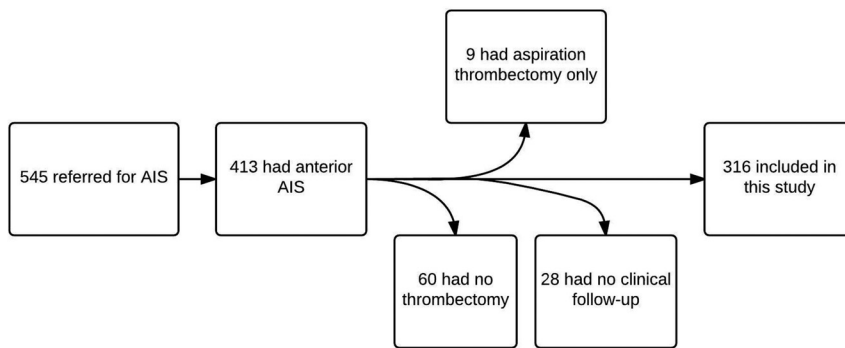 9 had aspiration
thrombectomy only
545 referred for AIS
413 had anterior
AIS
316 included in
this study
60 had no
thrombectomy
28 had no clinical
follow-up